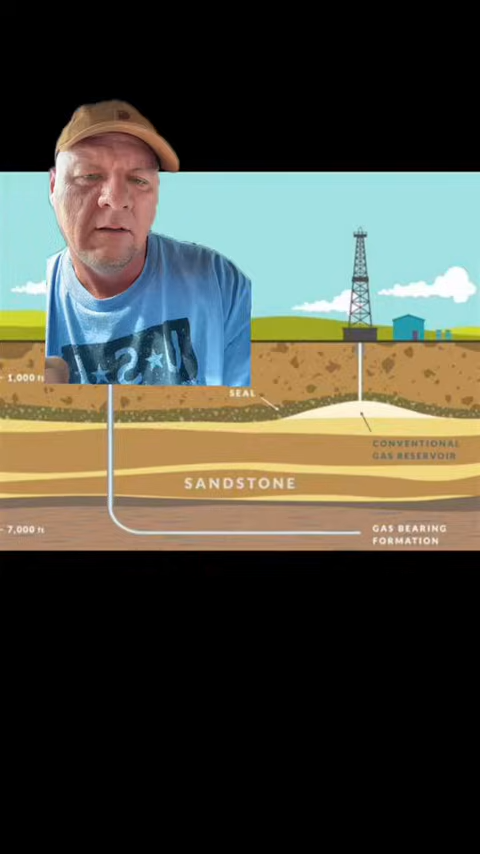 U★S★
1,000 ft
SEAL
CONVENTIONAL
GAS RESERVOIR
SANDSTONE
7,000 ft
GAS BEARING
FORMATION